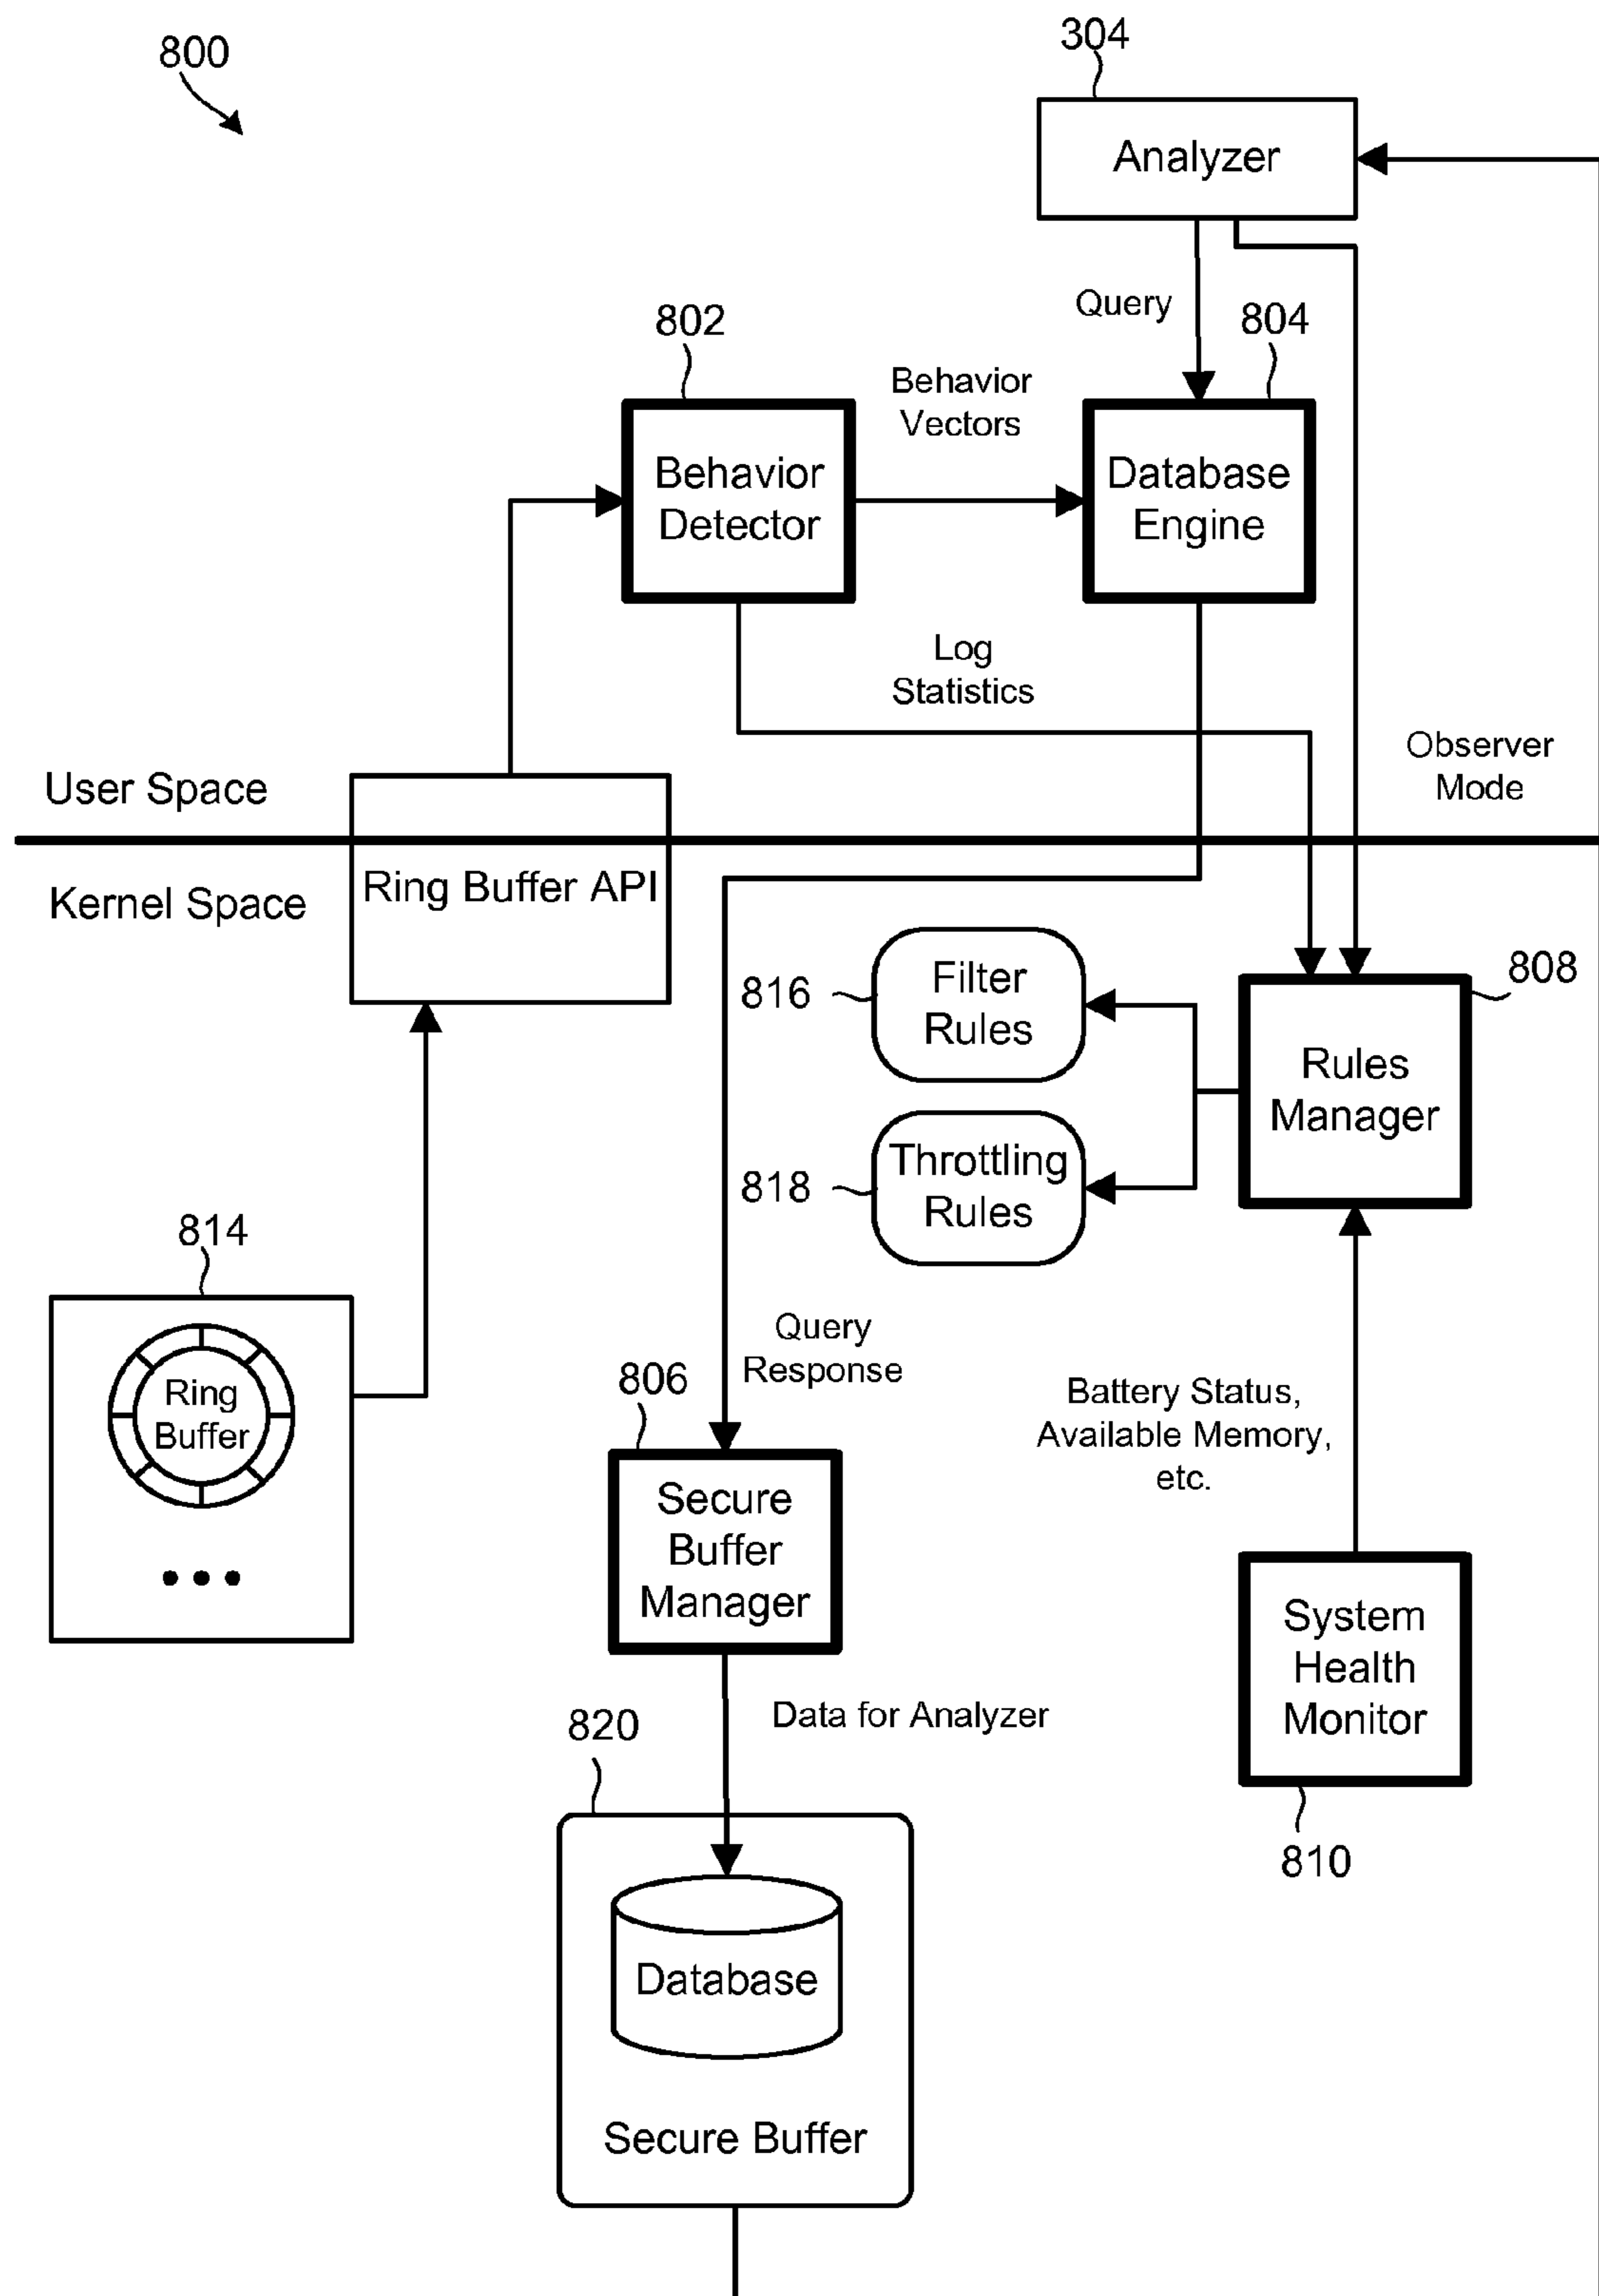 800
304
Analyzer
Query
802
804
Behavior
Vectors
Behavior
Detector
Database
Engine
Log
Statistics
Observer
Mode
User Space
Kernel Space
Ring Buffer API
816
Filter
Rules
808
Rules
Manager
818
Throttling
Rules
814
Ring
Buffer
Query
Response
806
Battery Status,
Available Memory,
etc.
Secure
Buffer
Manager
System
Health
Monitor
810
Data for Analyzer
820
Database
Secure Buffer